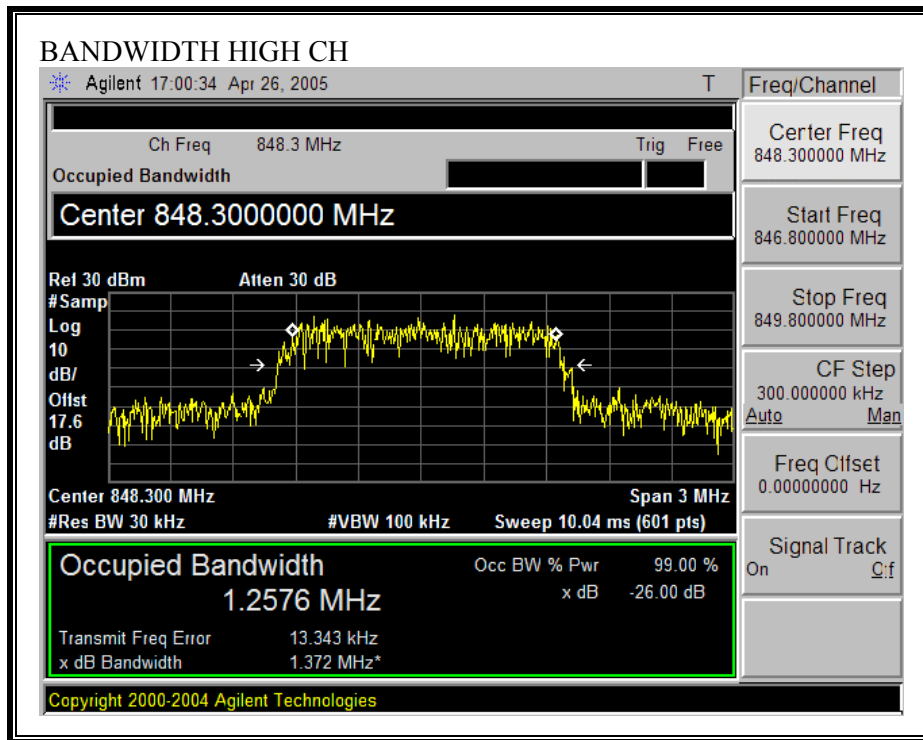 BANDWIDTH HIGH CH
Agilent 17:00:34 Apr 26, 2005 T
Freq/Channel
Ch Freq 848.3 MHz Trig Free
Occupied Bandwidth
Center 848.3000000 MHz
Ref 30 dBm Atten 30 dB
#Samp
Log
10
dB/
Offst
17.6
dB
Center 848.300 MHz Span 3 MHz
#Res BW 30 kHz #VBW 100 kHz Sweep 10.04 ms (601 pts)
Occupied Bandwidth
1.2576 MHz
Occ BW % Pwr 99.00 %
x dB -26.00 dB
Transmit Freq Error 13.343 kHz
x dB Bandwidth 1.372 MHz*
Copyright 2000-2004 Agilent Technologies
Center Freq
848.300000 MHz
Start Freq
846.800000 MHz
Stop Freq
849.800000 MHz
CF Step
300.000000 kHz
Auto Man
Freq Offset
0.00000000 Hz
Signal Track
On Off